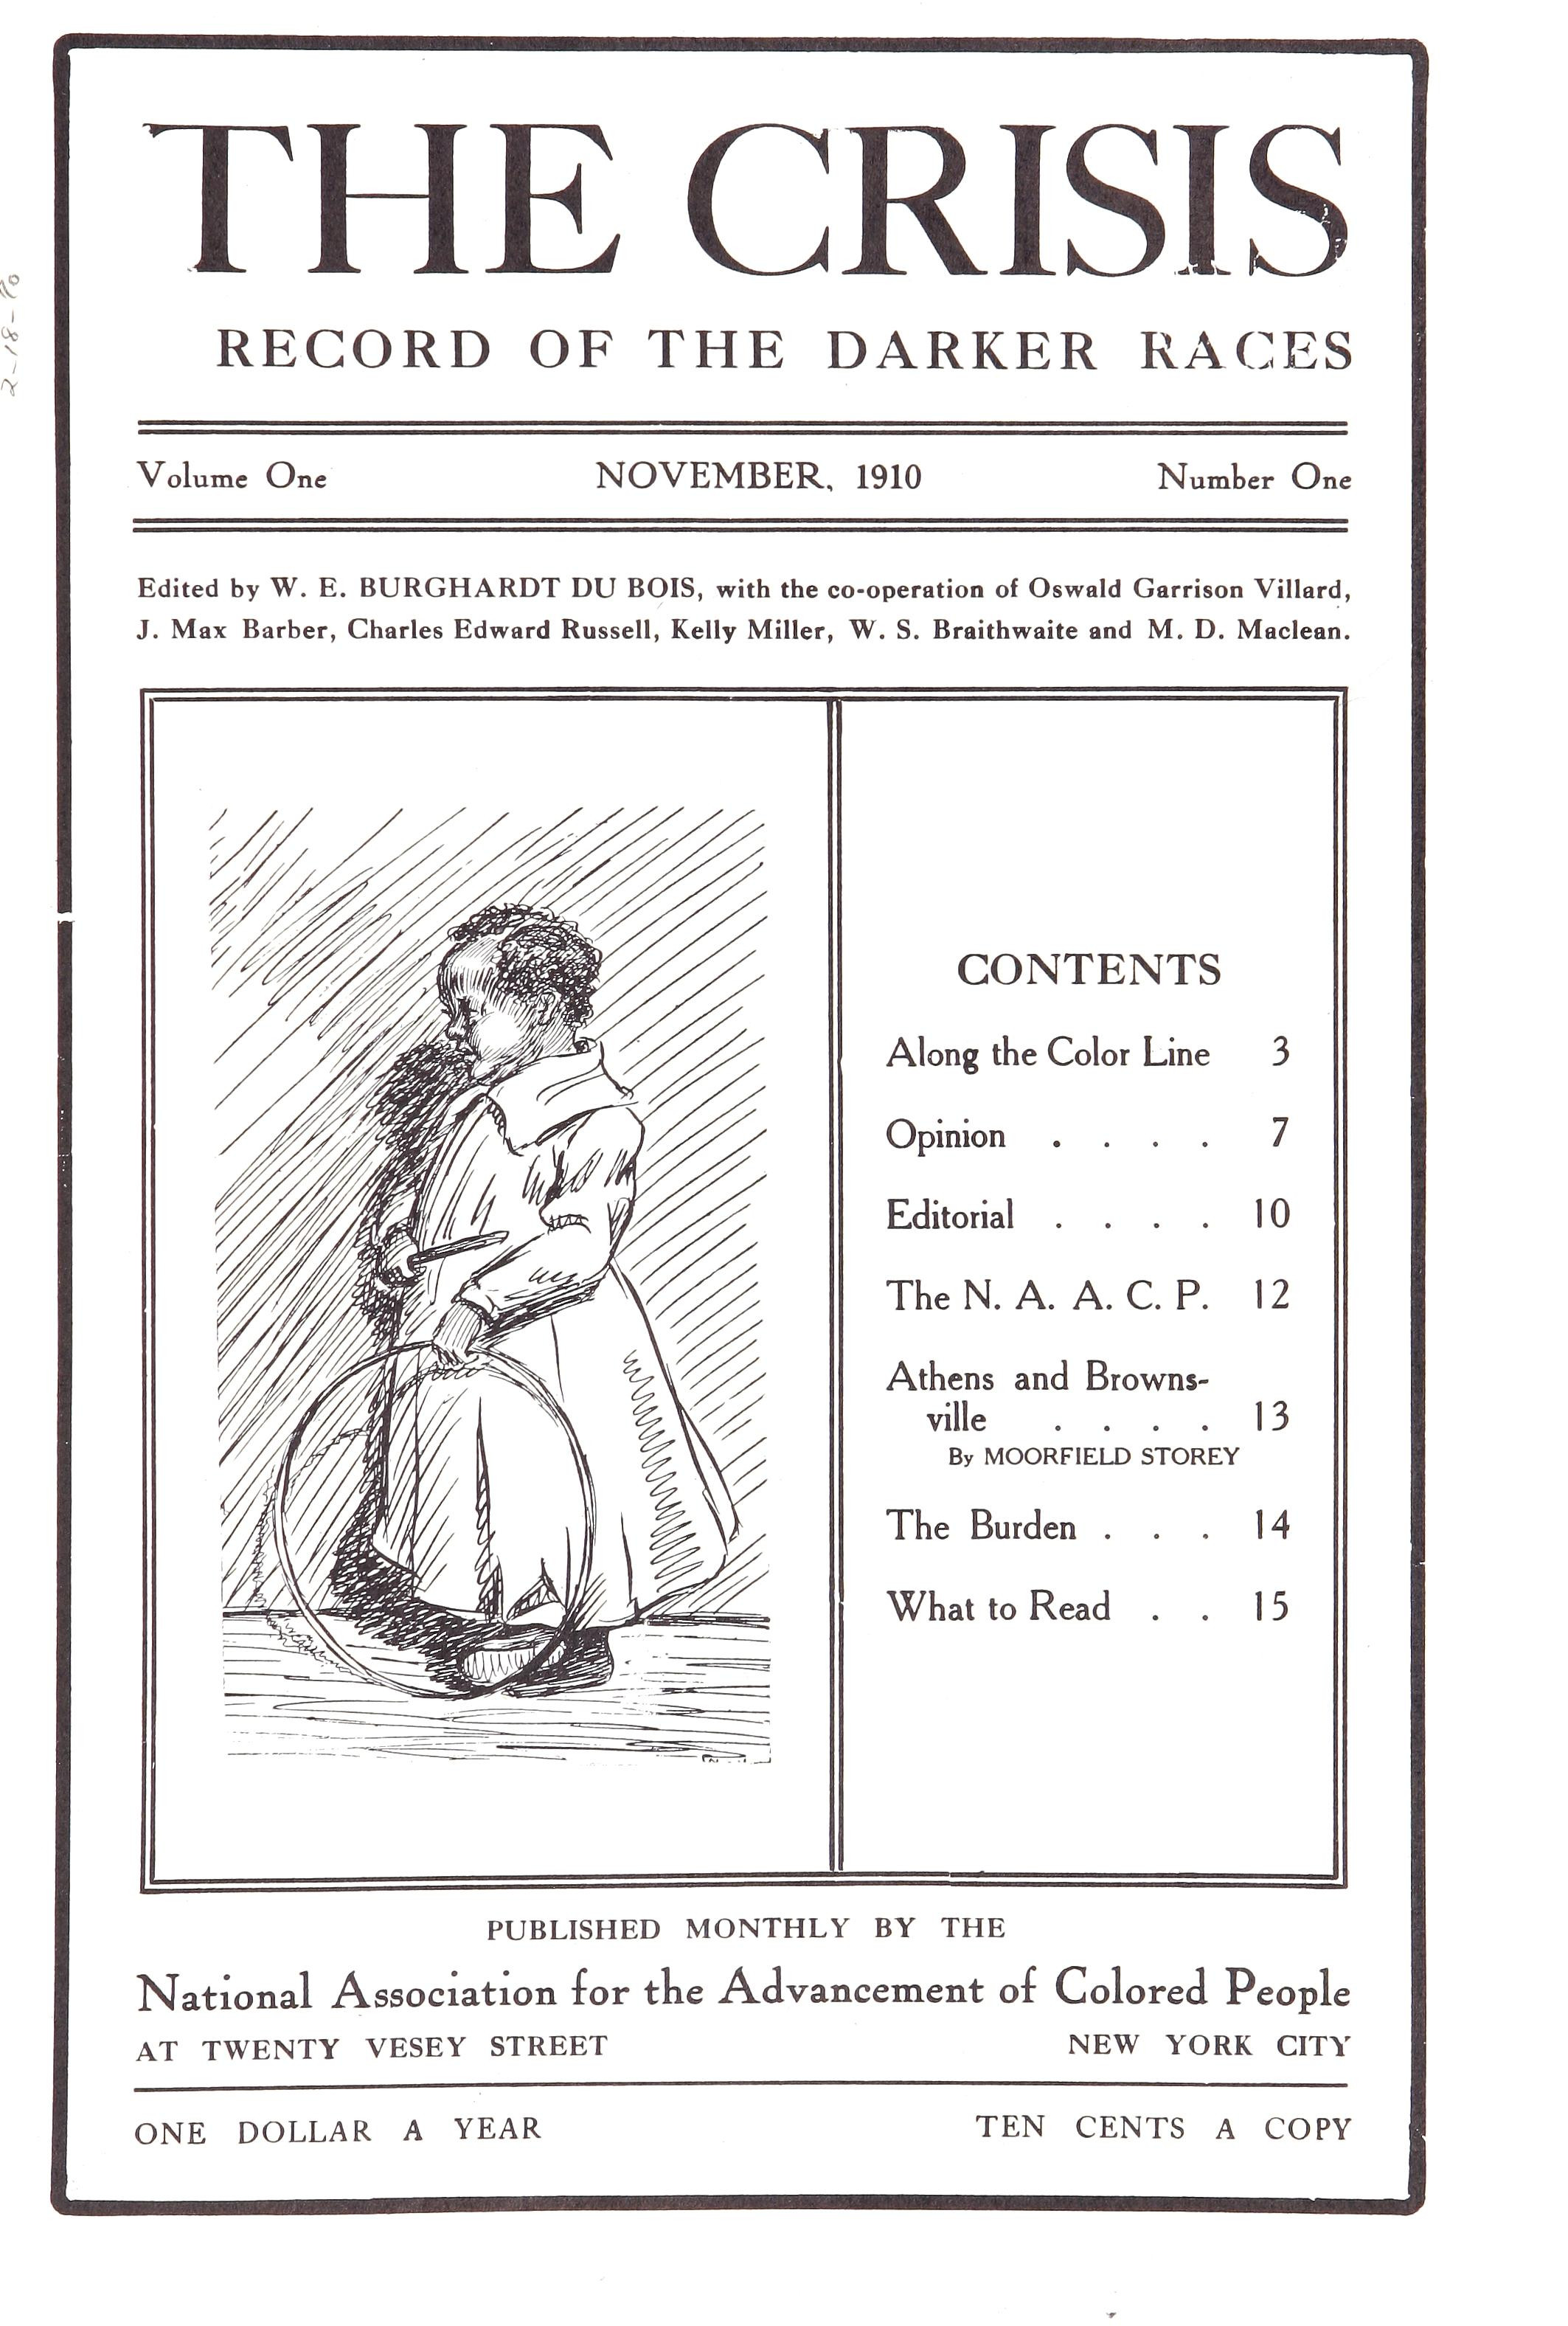 THE CRISIS
RECORD OF THE DARKER RACES
Volume One NOVEMBER, 1910 Number One
Edited by W. E. BURGHARDT DU BOIS, with the co-operation of Oswald Garrison Villard,
J. Max Barber, Charles Edward Russell, Kelly Miller, W. S. Braithwaite and M. D. Maclean.
CONTENTS
Along the Color Line 3
Opinion . . . . 7
Editorial . . . . 10
The N. A. A. C. P. 12
Athens and Browns-
ville . . . . 13
By MOORFIELD STOREY
The Burden . . . 14
What to Read . . 15
PUBLISHED MONTHLY BY THE
National Association for the Advancement of Colored People
AT TWENTY VESEY STREET NEW YORK CITY
ONE DOLLAR A YEAR TEN CENTS A COPY